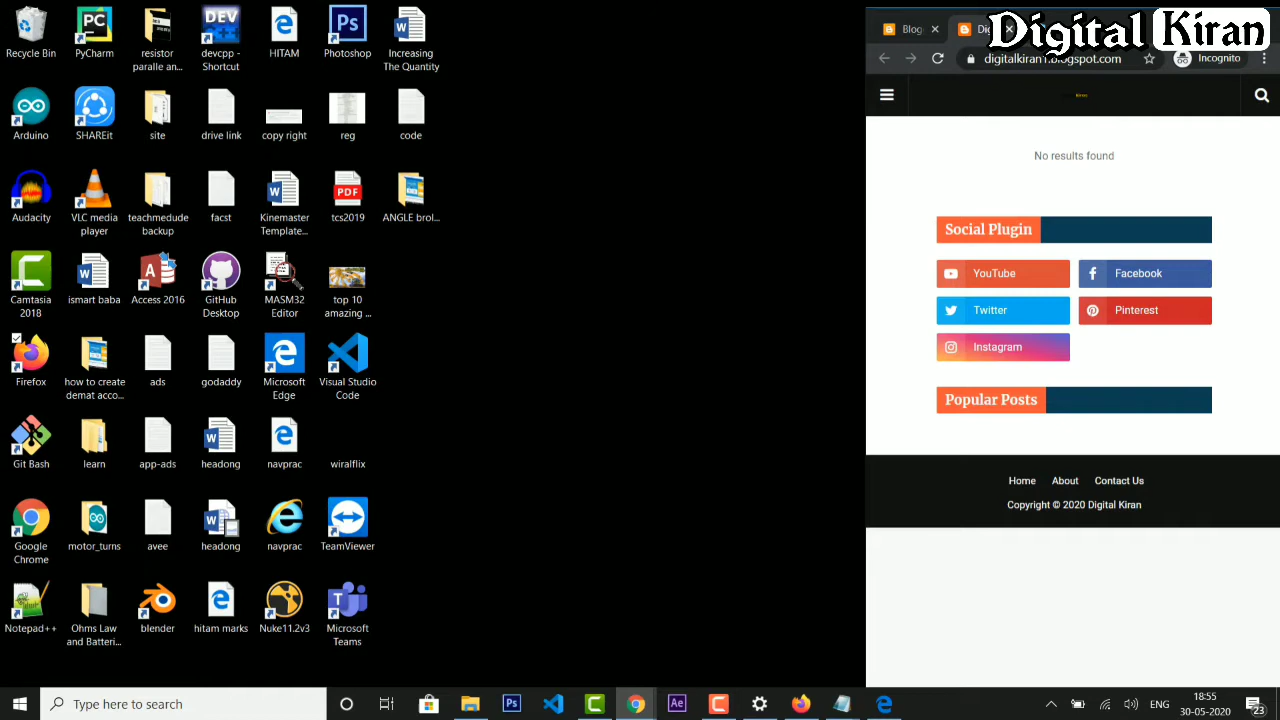 Recycle Bin
PyCharm
resistor
paralle an...
devcpp -
Shortcut
HITAM
Photoshop
Increasing
The Quantity
Arduino
SHAREit
site
drive link
copy right
reg
code
Audacity
VLC media
player
teachmedude
backup
facst
Kinemaster
Template...
tcs2019
ANGLE brol...
Camtasia
2018
ismart baba
Access 2016
GitHub
Desktop
MASM32
Editor
top 10
amazing ...
Firefox
how to create
demat acco...
ads
godaddy
Microsoft
Edge
Visual Studio
Code
Git Bash
learn
app-ads
headong
navprac
wiralflix
Google
Chrome
motor_turns
avee
headong
navprac
TeamViewer
Notepad++
Ohms Law
and Batteri...
blender
hitam marks
Nuke11.2v3
Microsoft
Teams
Digital Kiran
Blog
digitalkiran1.blogspot.com
Incognito
No results found
Social Plugin
YouTube
Facebook
Twitter
Pinterest
Instagram
Popular Posts
Home About Contact Us
Copyright © 2020 Digital Kiran
Type here to search
ENG
18:55
30-05-2020
23